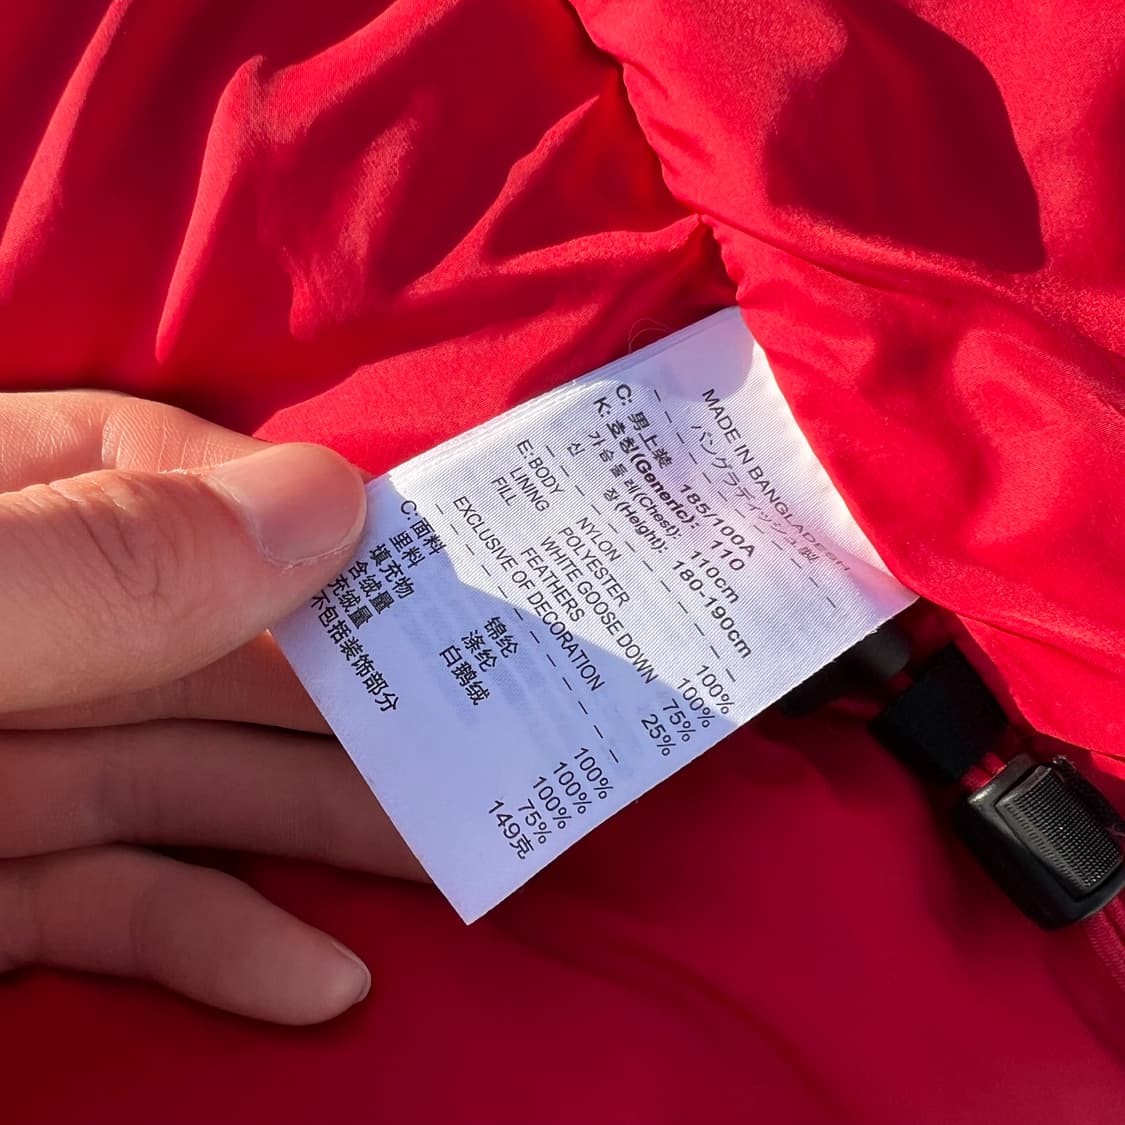 MADE IN BANGLADESH
バングラディッシュ製
C: 男上装 185/100A
K: 호칭(Generic): 110
가슴둘레(Chest): 110cm
신 장(Height): 180-190cm
E:BODY NYLON 100%
LINING POLYESTER 100%
FILL WHITE GOOSE DOWN 75%
FEATHERS 25%
EXCLUSIVE OF DECORATION
C:面料 锦纶 100%
里料 涤纶 100%
填充物 白鹅绒 100%
含绒量 75%
充绒量 149克
不包括装饰部分